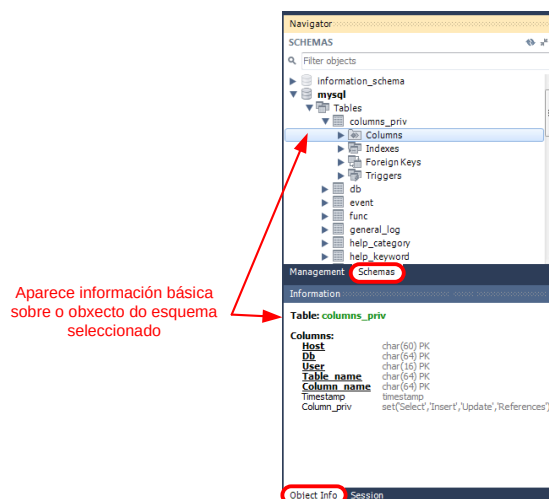 Navigator
SCHEMAS
Filter objects
information_schema
mysql
Tables
columns_priv
Columns
Indexes
Foreign Keys
Triggers
db
event
func
general_log
help_category
help_keyword
Management Schemas
Aparece información básica
sobre o obxecto do esquema
seleccionado
Information
Table: columns_priv
Columns:
Host char(60) PK
Db char(64) PK
User char(16) PK
Table_name char(64) PK
Column_name char(64) PK
Timestamp timestamp
Column_priv set('Select','Insert','Update','References')
Object Info Session